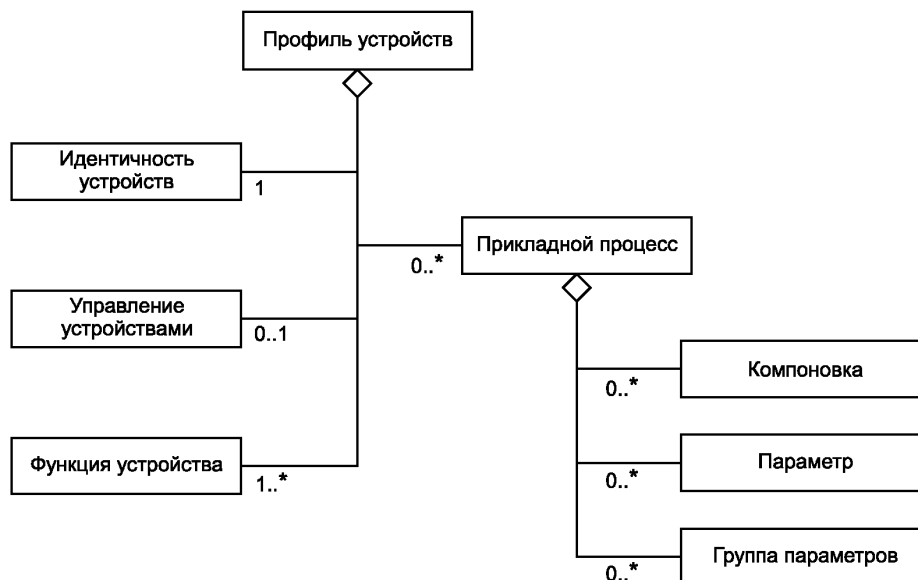 Профиль устройств
Идентичность
устройств
1
Прикладной процесс
0..*
Управление
устройствами
0..1
Компоновка
0..*
Функция устройства
1..*
Параметр
0..*
Группа параметров
0..*